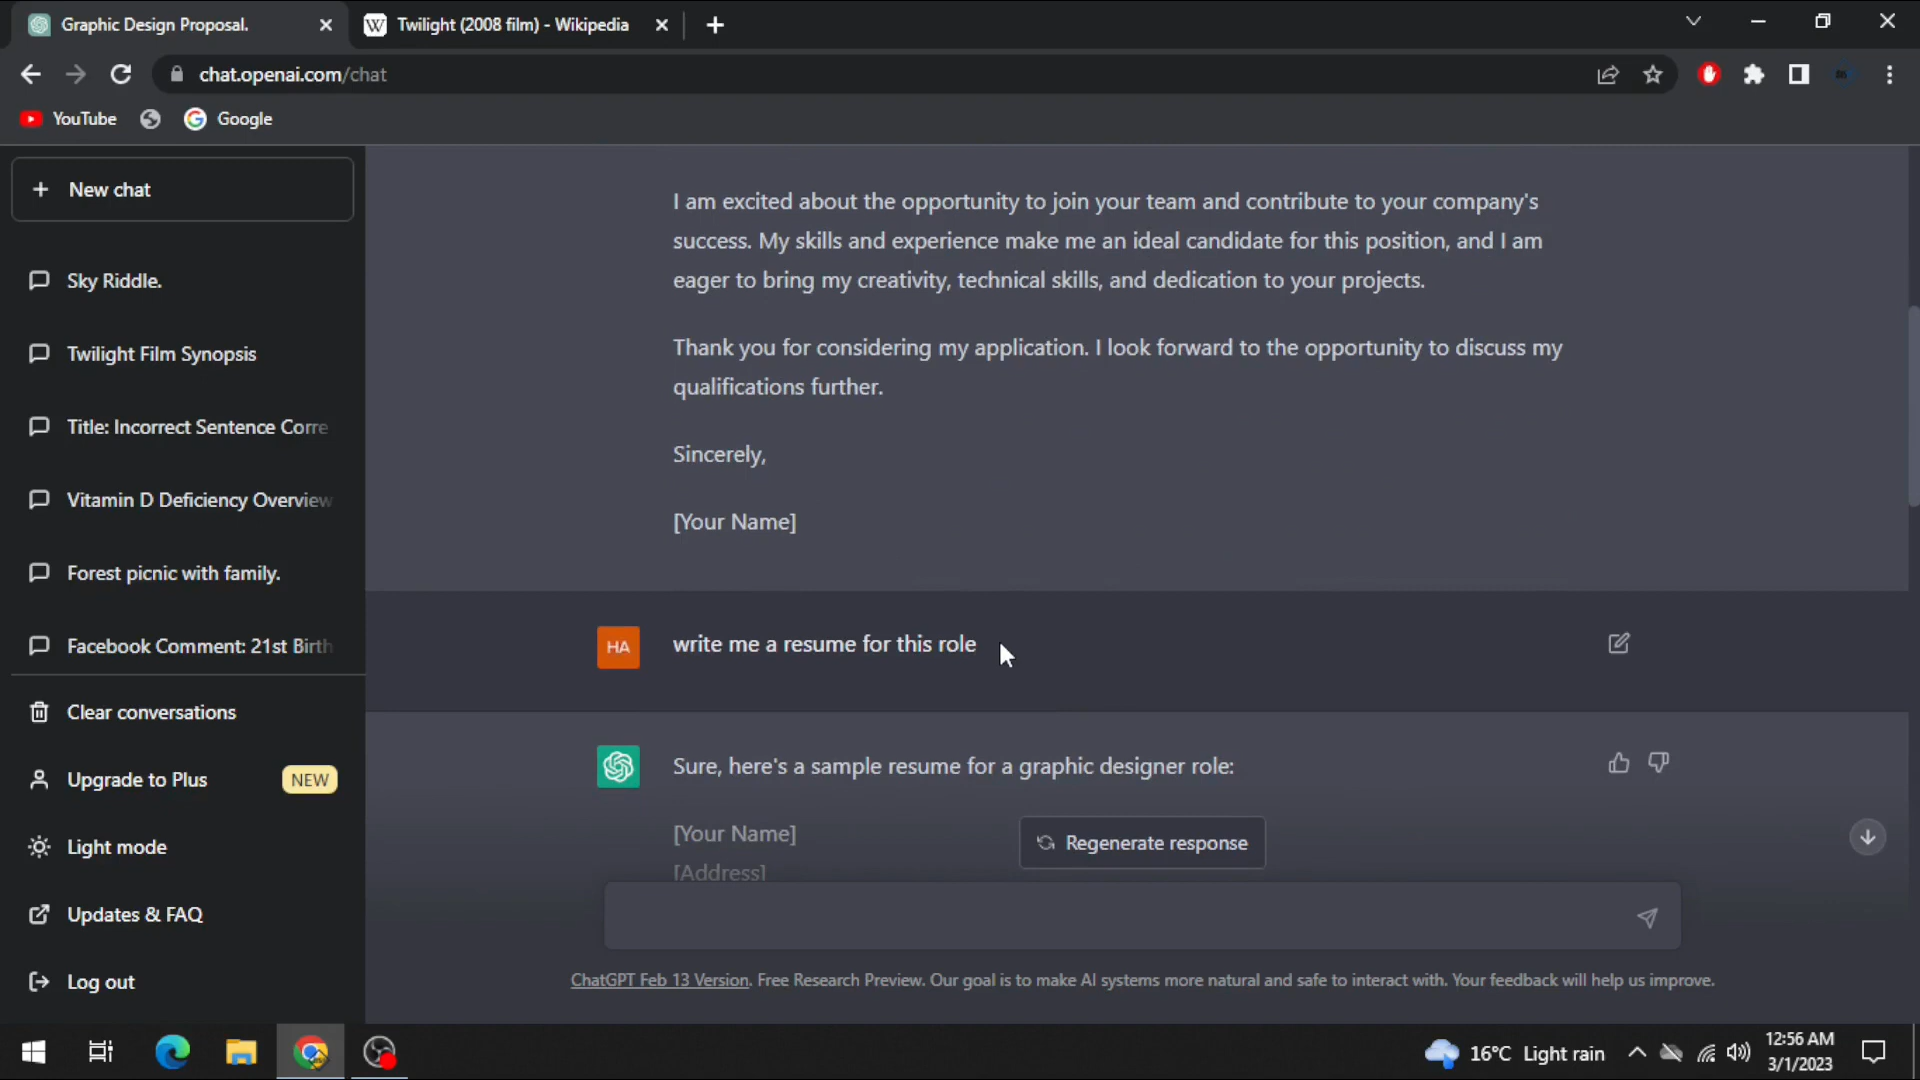 Graphic Design Proposal.
W Twilight (2008 film) - Wikipedia
chat.openai.com/chat
YouTube
Google
New chat
Sky Riddle.
Twilight Film Synopsis
Title: Incorrect Sentence Corre
Vitamin D Deficiency Overview
Forest picnic with family.
Facebook Comment: 21st Birth
Clear conversations
Upgrade to Plus NEW
Light mode
Updates & FAQ
Log out
I am excited about the opportunity to join your team and contribute to your company's
success. My skills and experience make me an ideal candidate for this position, and I am
eager to bring my creativity, technical skills, and dedication to your projects.
Thank you for considering my application. I look forward to the opportunity to discuss my
qualifications further.
Sincerely,
[Your Name]
HA write me a resume for this role
Sure, here's a sample resume for a graphic designer role:
[Your Name]
[Address]
Regenerate response
ChatGPT Feb 13 Version. Free Research Preview. Our goal is to make AI systems more natural and safe to interact with. Your feedback will help us improve.
16°C Light rain
12:56 AM
3/1/2023